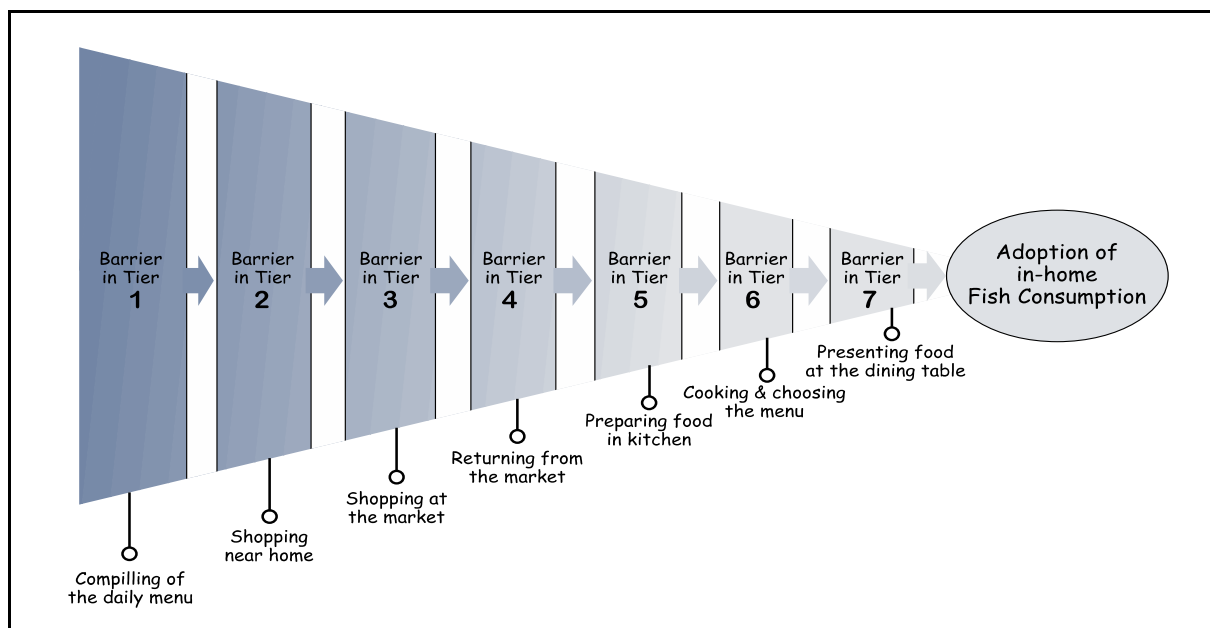 Barrier
in Tier
1
Barrier
in Tier
2
Barrier
in Tier
3
Barrier
in Tier
4
Barrier
in Tier
5
Barrier
in Tier
6
Barrier
in Tier
7
Adoption of
in-home
Fish Consumption
Compilling of
the daily menu
Shopping
near home
Shopping at
the market
Returning from
the market
Preparing food
in kitchen
Cooking & choosing
the menu
Presenting food
at the dining table